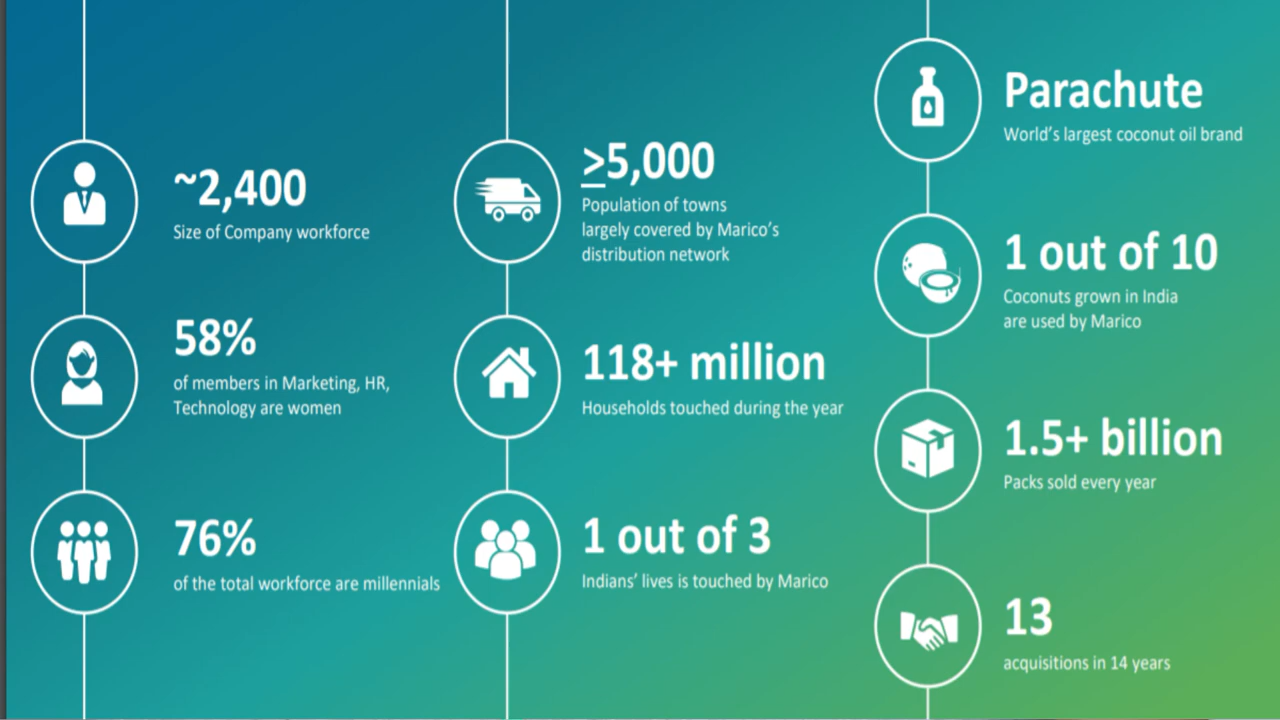 ~2,400
Size of Company workforce
58%
of members in Marketing, HR,
Technology are women
76%
of the total workforce are millennials
≥5,000
Population of towns
largely covered by Marico's
distribution network
118+ million
Households touched during the year
1 out of 3
Indians' lives is touched by Marico
Parachute
World's largest coconut oil brand
1 out of 10
Coconuts grown in India
are used by Marico
1.5+ billion
Packs sold every year
13
acquisitions in 14 years